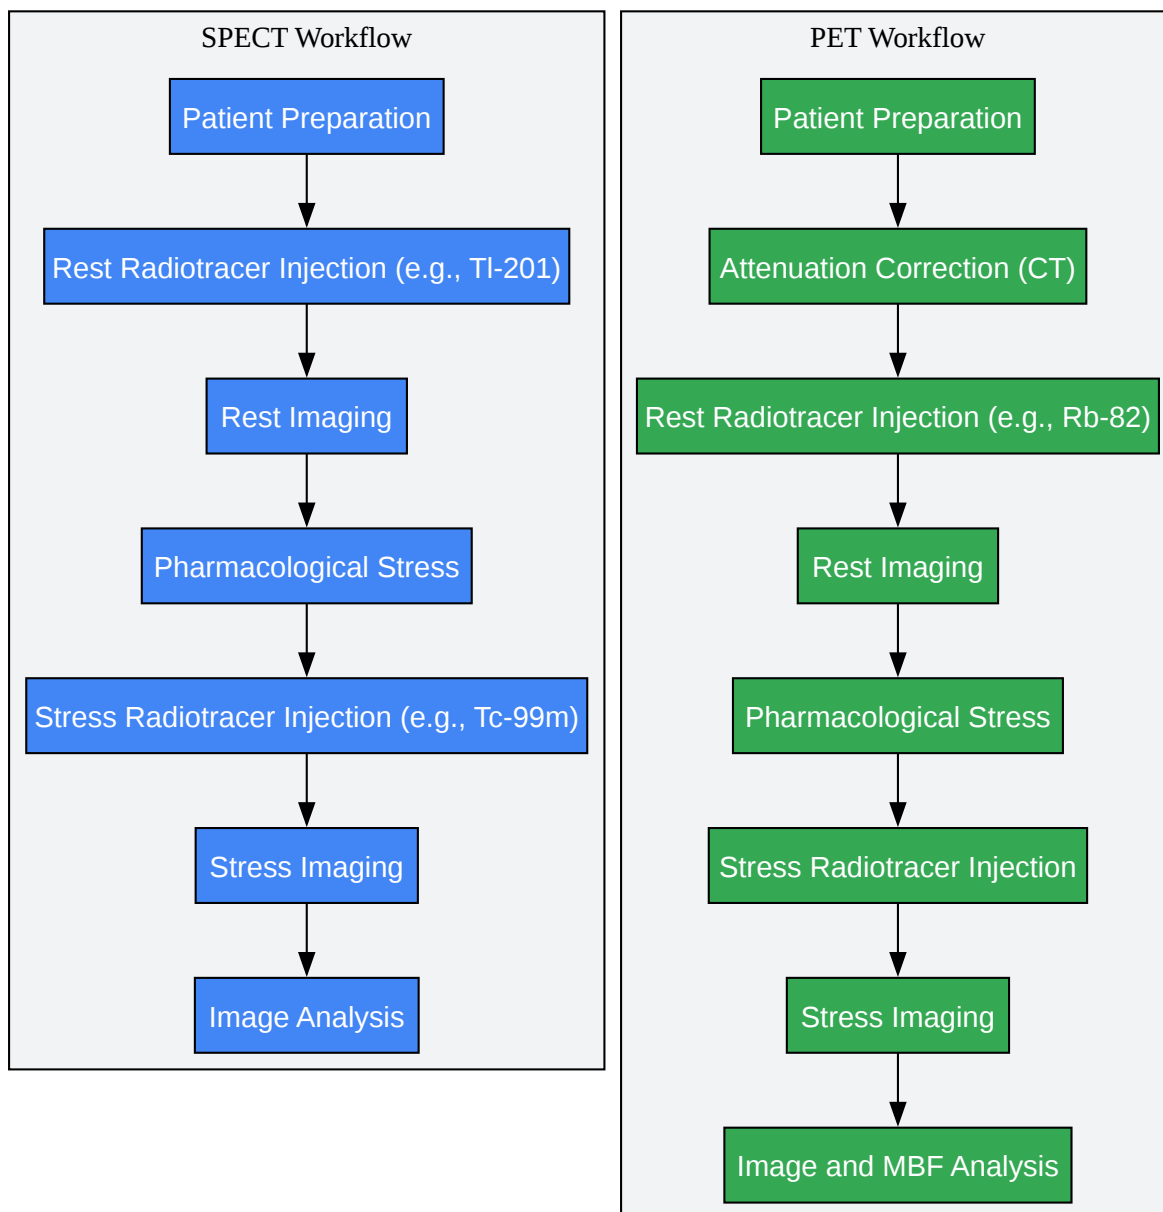 SPECT Workflow
Patient Preparation
Rest Radiotracer Injection (e.g., Tl-201)
Rest Imaging
Pharmacological Stress
Stress Radiotracer Injection (e.g., Tc-99m)
Stress Imaging
Image Analysis
PET Workflow
Patient Preparation
Attenuation Correction (CT)
Rest Radiotracer Injection (e.g., Rb-82)
Rest Imaging
Pharmacological Stress
Stress Radiotracer Injection
Stress Imaging
Image and MBF Analysis